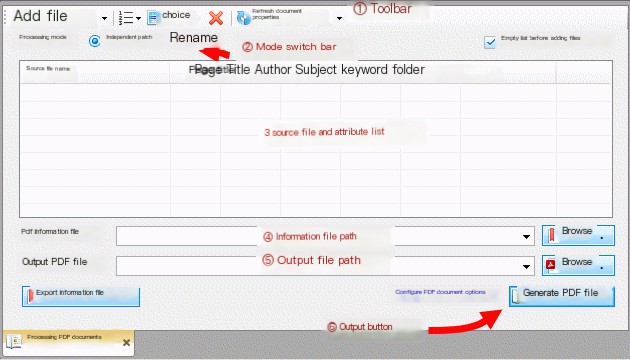 Add file
choice
Refresh document
properties
① Toolbar
Processing mode
Independent patch
Rename
② Mode switch bar
Empty list before adding files
Source file name
Page Title Author Subject keyword folder
3 source file and attribute list
Pdf information file
④ Information file path
Browse
Output PDF file
⑤ Output file path
Browse
Export information file
Configure PDF document options
Generate PDF file
⑥ Output button
Processing PDF documents